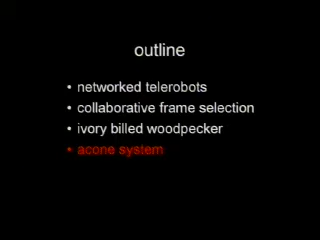 outline
• networked telerobots
• collaborative frame selection
• ivory billed woodpecker
• acone system